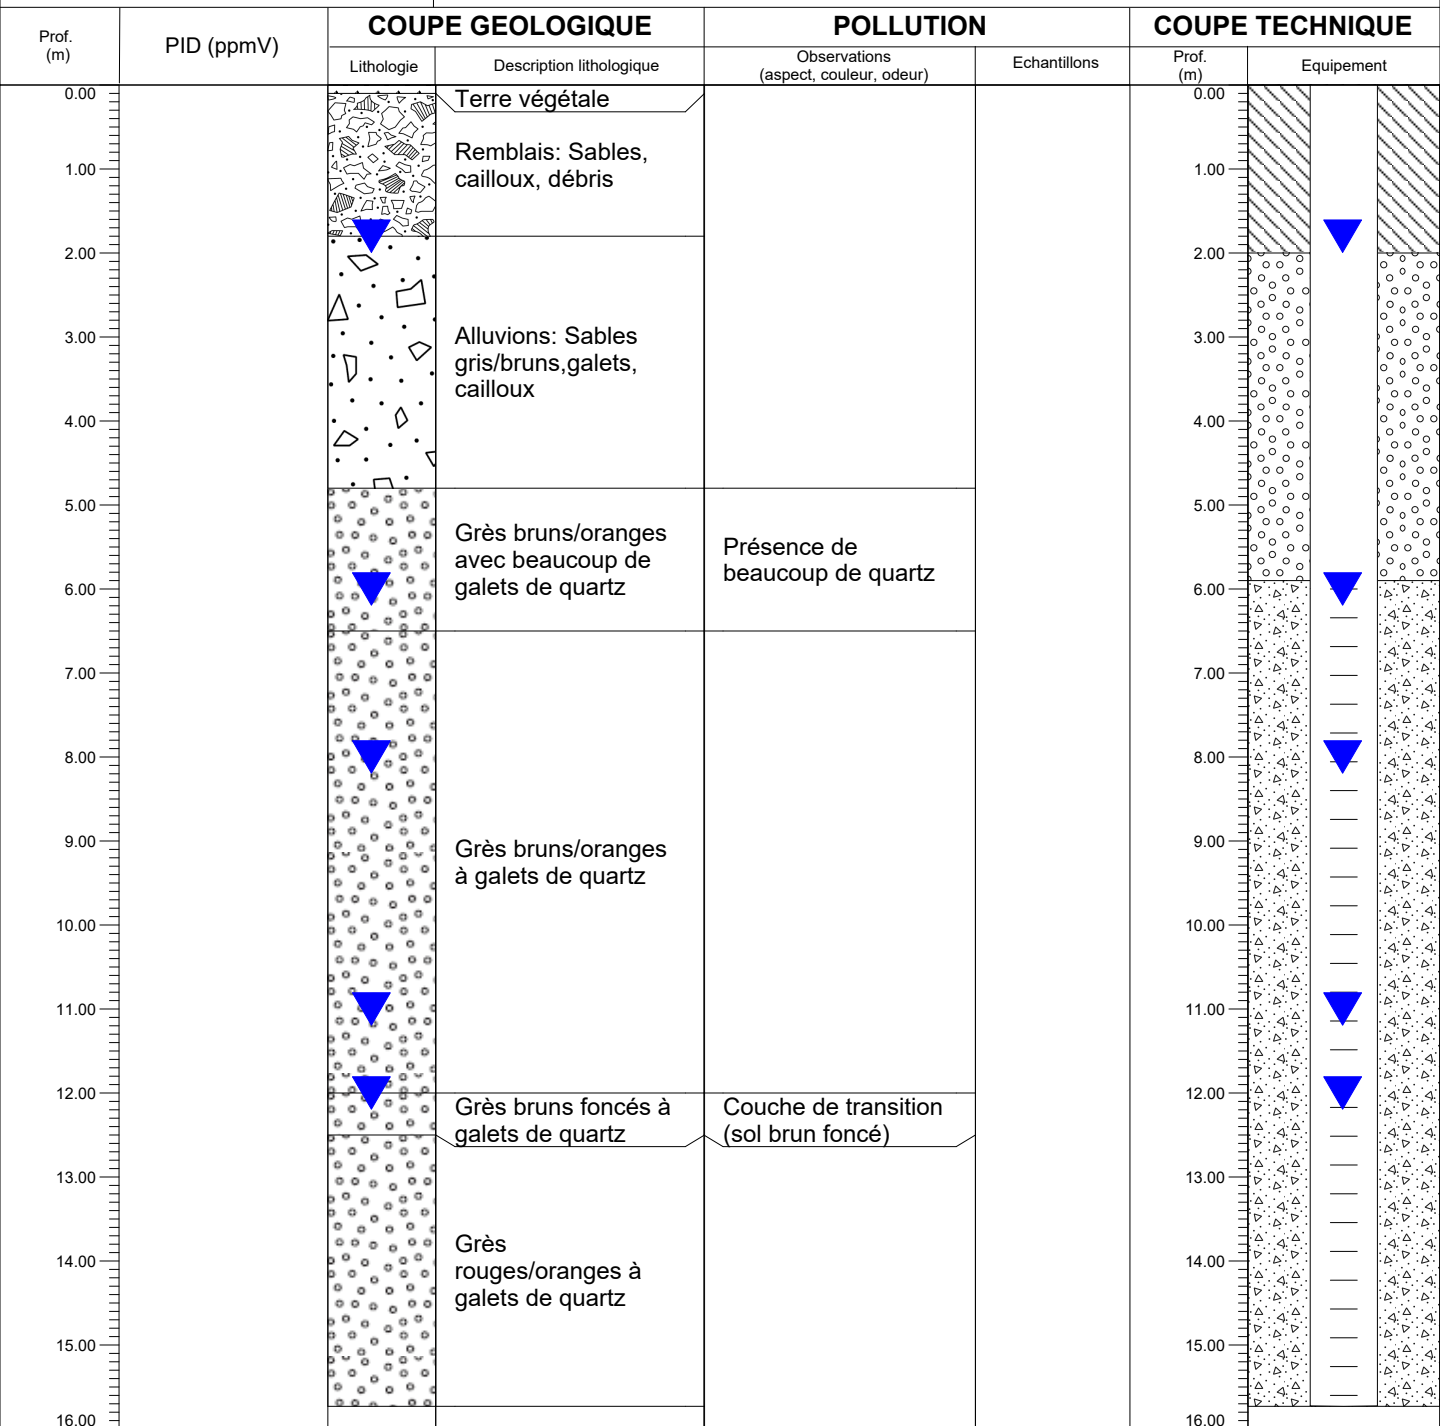 COUPE GEOLOGIQUE
POLLUTION
COUPE TECHNIQUE
Prof.
(m)
PID (ppmV)
Lithologie
Description lithologique
Observations
(aspect, couleur, odeur)
Echantillons
Prof.
(m)
Equipement
0.00
Terre végétale
0.00
Remblais: Sables,
cailloux, débris
1.00
1.00
2.00
2.00
3.00
Alluvions: Sables
gris/bruns,galets,
cailloux
3.00
4.00
4.00
5.00
5.00
Grès bruns/oranges
avec beaucoup de
galets de quartz
Présence de
beaucoup de quartz
6.00
6.00
7.00
7.00
8.00
8.00
9.00
Grès bruns/oranges
à galets de quartz
9.00
10.00
10.00
11.00
11.00
12.00
12.00
Grès bruns foncés à
galets de quartz
Couche de transition
(sol brun foncé)
13.00
13.00
14.00
Grès
rouges/oranges à
galets de quartz
14.00
15.00
15.00
16.00
16.00